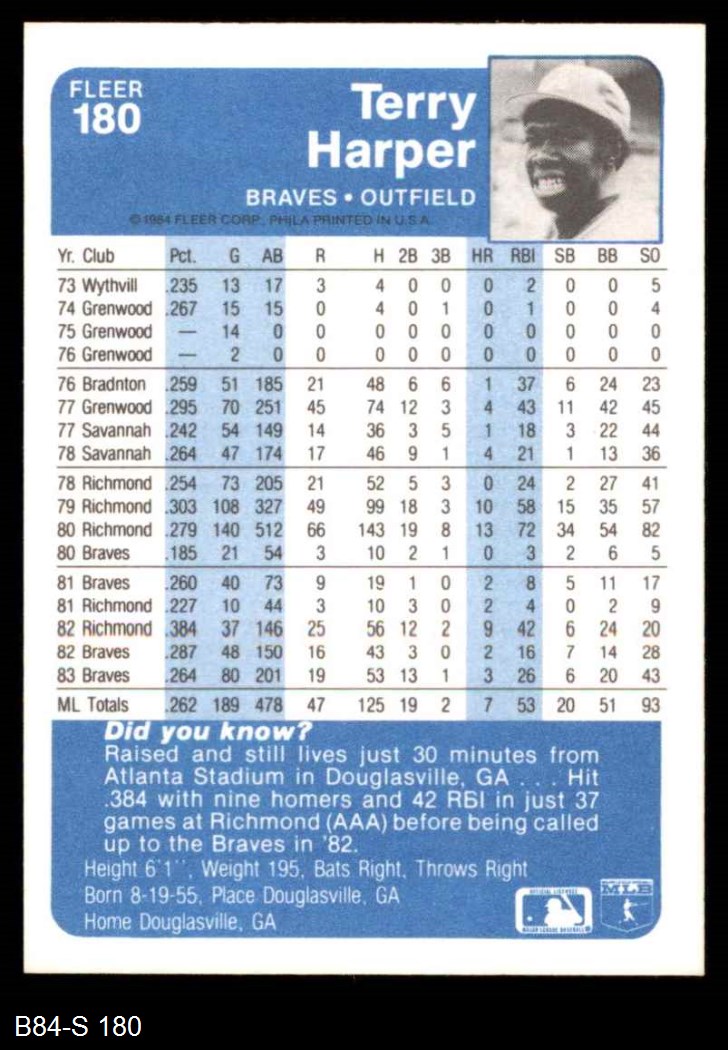 FLEER
180
Terry
Harper
BRAVES • OUTFIELD
© 1984 FLEER CORP., PHILA PRINTED IN U.S.A.
Yr. Club Pct. G AB R H 2B 3B HR RBI SB BB SO
73 Wythvill .235 13 17 3 4 0 0 0 2 0 0 5
74 Grenwood .267 15 15 0 4 0 1 0 1 0 0 4
75 Grenwood — 14 0 0 0 0 0 0 0 0 0 0
76 Grenwood — 2 0 0 0 0 0 0 0 0 0 0
76 Bradnton .259 51 185 21 48 6 6 1 37 6 24 23
77 Grenwood .295 70 251 45 74 12 3 4 43 11 42 45
77 Savannah .242 54 149 14 36 3 5 1 18 3 22 44
78 Savannah .264 47 174 17 46 9 1 4 21 1 13 36
78 Richmond .254 73 205 21 52 5 3 0 24 2 27 41
79 Richmond .303 108 327 49 99 18 3 10 58 15 35 57
80 Richmond .279 140 512 66 143 19 8 13 72 34 54 82
80 Braves .185 21 54 3 10 2 1 0 3 2 6 5
81 Braves .260 40 73 9 19 1 0 2 8 5 11 17
81 Richmond .227 10 44 3 10 3 0 2 4 0 2 9
82 Richmond .384 37 146 25 56 12 2 9 42 6 24 20
82 Braves .287 48 150 16 43 3 0 2 16 7 14 28
83 Braves .264 80 201 19 53 13 1 3 26 6 20 43
ML Totals .262 189 478 47 125 19 2 7 53 20 51 93
Did you know?
Raised and still lives just 30 minutes from
Atlanta Stadium in Douglasville, GA . . . Hit
.384 with nine homers and 42 RBI in just 37
games at Richmond (AAA) before being called
up to the Braves in '82.
Height 6'1'', Weight 195, Bats Right, Throws Right
Born 8-19-55, Place Douglasville, GA
Home Douglasville, GA
MLB
MAJOR LEAGUE BASEBALL
B84-S 180